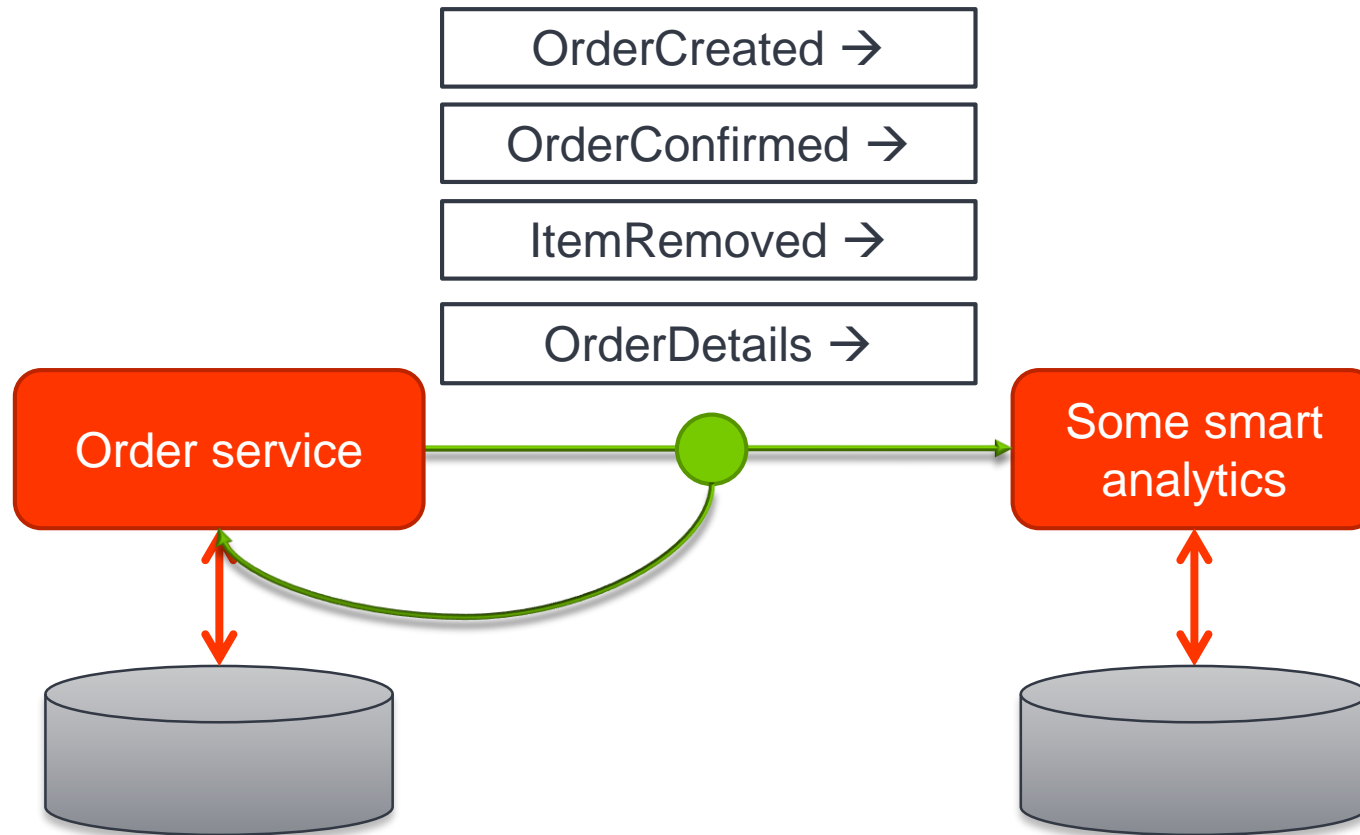 OrderCreated →
OrderConfirmed →
ItemRemoved →
OrderDetails →
Order service
Some smart
analytics